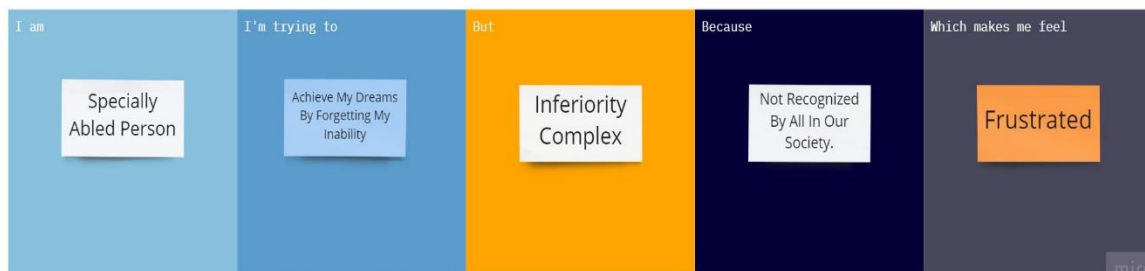 I am
Specially
Abled Person
I'm trying to
Achieve My Dreams
By Forgetting My
Inability
But
Inferiority
Complex
Because
Not Recognized
By All In Our
Society.
Which makes me feel
Frustrated